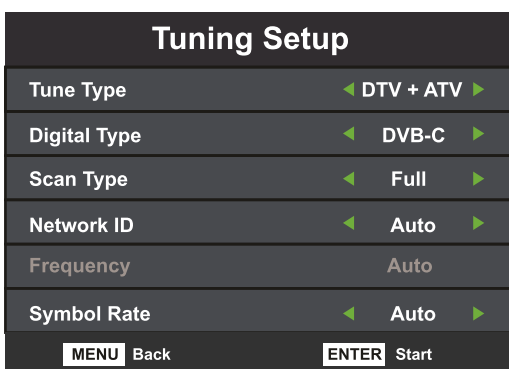 Tuning Setup
Tune Type DTV + ATV
Digital Type DVB-C
Scan Type Full
Network ID Auto
Frequency Auto
Symbol Rate Auto
MENU Back ENTER Start